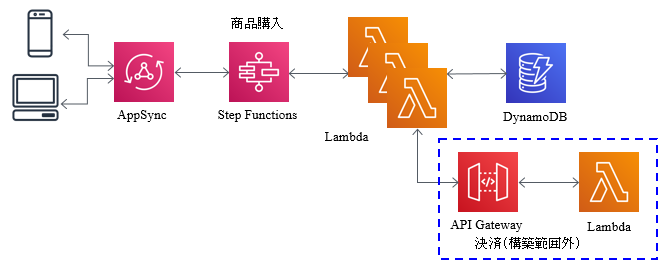 商品購入
AppSync
Step Functions
Lambda
DynamoDB
API Gateway
Lambda
決済(構築範囲外)